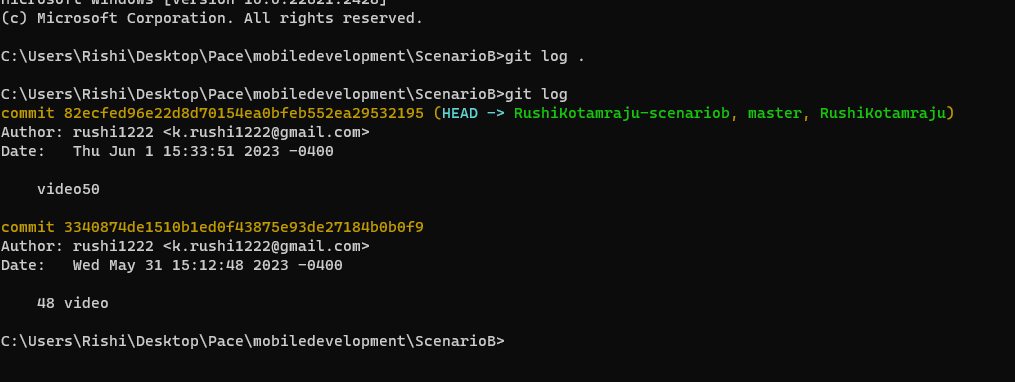 Microsoft Windows [Version 10.0.22621.2428]
(c) Microsoft Corporation. All rights reserved.
C:\Users\Rishi\Desktop\Pace\mobiledevelopment\ScenarioB>git log .
C:\Users\Rishi\Desktop\Pace\mobiledevelopment\ScenarioB>git log
commit 82ecfed96e22d8d70154ea0bfeb552ea29532195 (HEAD -> RushiKotamraju-scenariob, master, RushiKotamraju)
Author: rushi1222 <k.rushi1222@gmail.com>
Date:   Thu Jun 1 15:33:51 2023 -0400
video50
commit 3340874de1510b1ed0f43875e93de27184b0b0f9
Author: rushi1222 <k.rushi1222@gmail.com>
Date:   Wed May 31 15:12:48 2023 -0400
48 video
C:\Users\Rishi\Desktop\Pace\mobiledevelopment\ScenarioB>